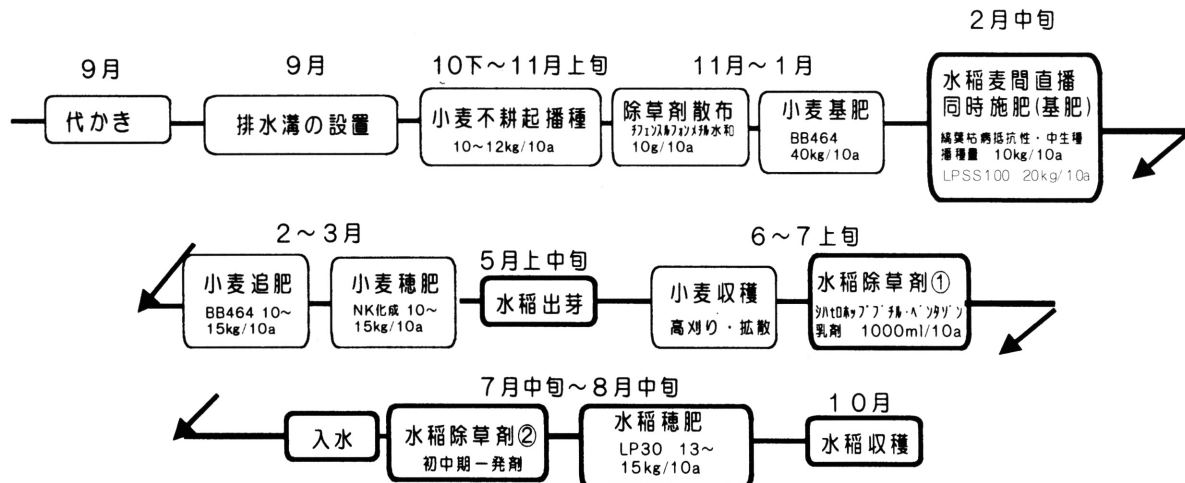 9月
代かき
9月
排水溝の設置
10下～11月上旬
小麦不耕起播種
10～12kg/10a
11月～1月
除草剤散布
ﾁﾌｪﾝｽﾙﾌｫﾝﾒﾁﾙ水和
10g/10a
小麦基肥
BB464
40kg/10a
2月中旬
水稲麦間直播
同時施肥(基肥)
縞葉枯病抵抗性・中生種
播種量 10kg/10a
LPSS100 20kg/10a
2～3月
小麦追肥
BB464 10～
15kg/10a
小麦穂肥
NK化成 10～
15kg/10a
5月上中旬
水稲出芽
6～7上旬
小麦収穫
高刈り・拡散
水稲除草剤①
ｼﾊﾛﾎｯﾌﾟﾌﾞﾁﾙ･ﾍﾞﾝﾀｿﾞﾝ
乳剤 1000ml/10a
7月中旬～8月中旬
入水
水稲除草剤②
初中期一発剤
水稲穂肥
LP30 13～
15kg/10a
10月
水稲収穫